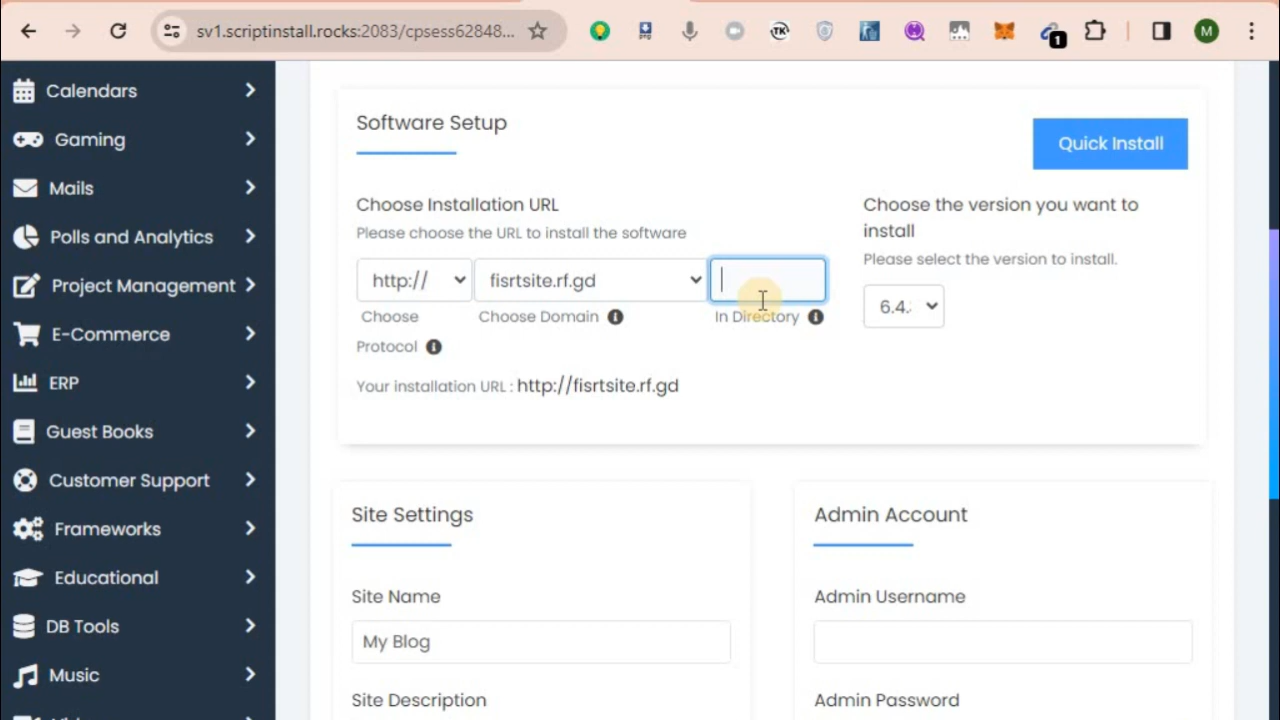 sv1.scriptinstall.rocks:2083/cpsess62848...
TK
1
M
Calendars
Gaming
Mails
Polls and Analytics
Project Management
E-Commerce
ERP
Guest Books
Customer Support
Frameworks
Educational
DB Tools
Music
Software Setup
Quick Install
Choose Installation URL
Please choose the URL to install the software
http://
fisrtsite.rf.gd
Choose
Protocol
Choose Domain
In Directory
Your installation URL : http://fisrtsite.rf.gd
Choose the version you want to
install
Please select the version to install.
6.4.
Site Settings
Site Name
My Blog
Site Description
Admin Account
Admin Username
Admin Password